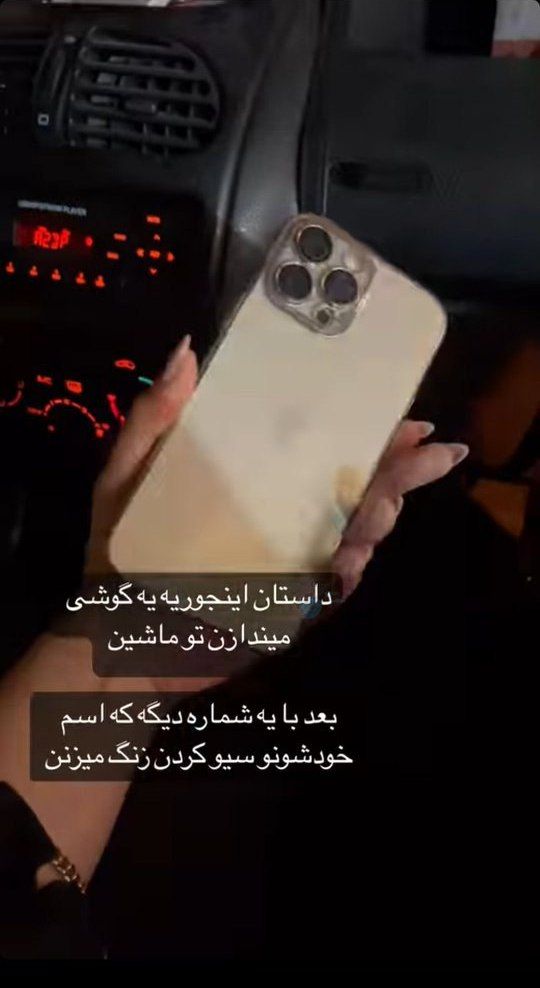 داستان اینجوریه یه گوشی
میندازن تو ماشین
بعد با یه شماره دیگه که اسم
خودشونو سیو کردن زنگ میزنن